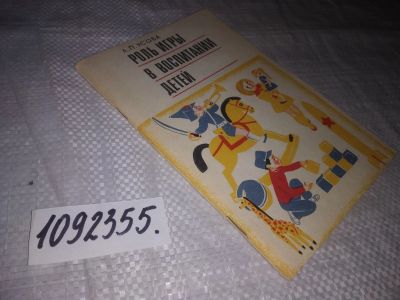 А.П. УСОВА
РОЛЬ ИГРЫ
В ВОСПИТАНИИ
ДЕТЕЙ
1092355.